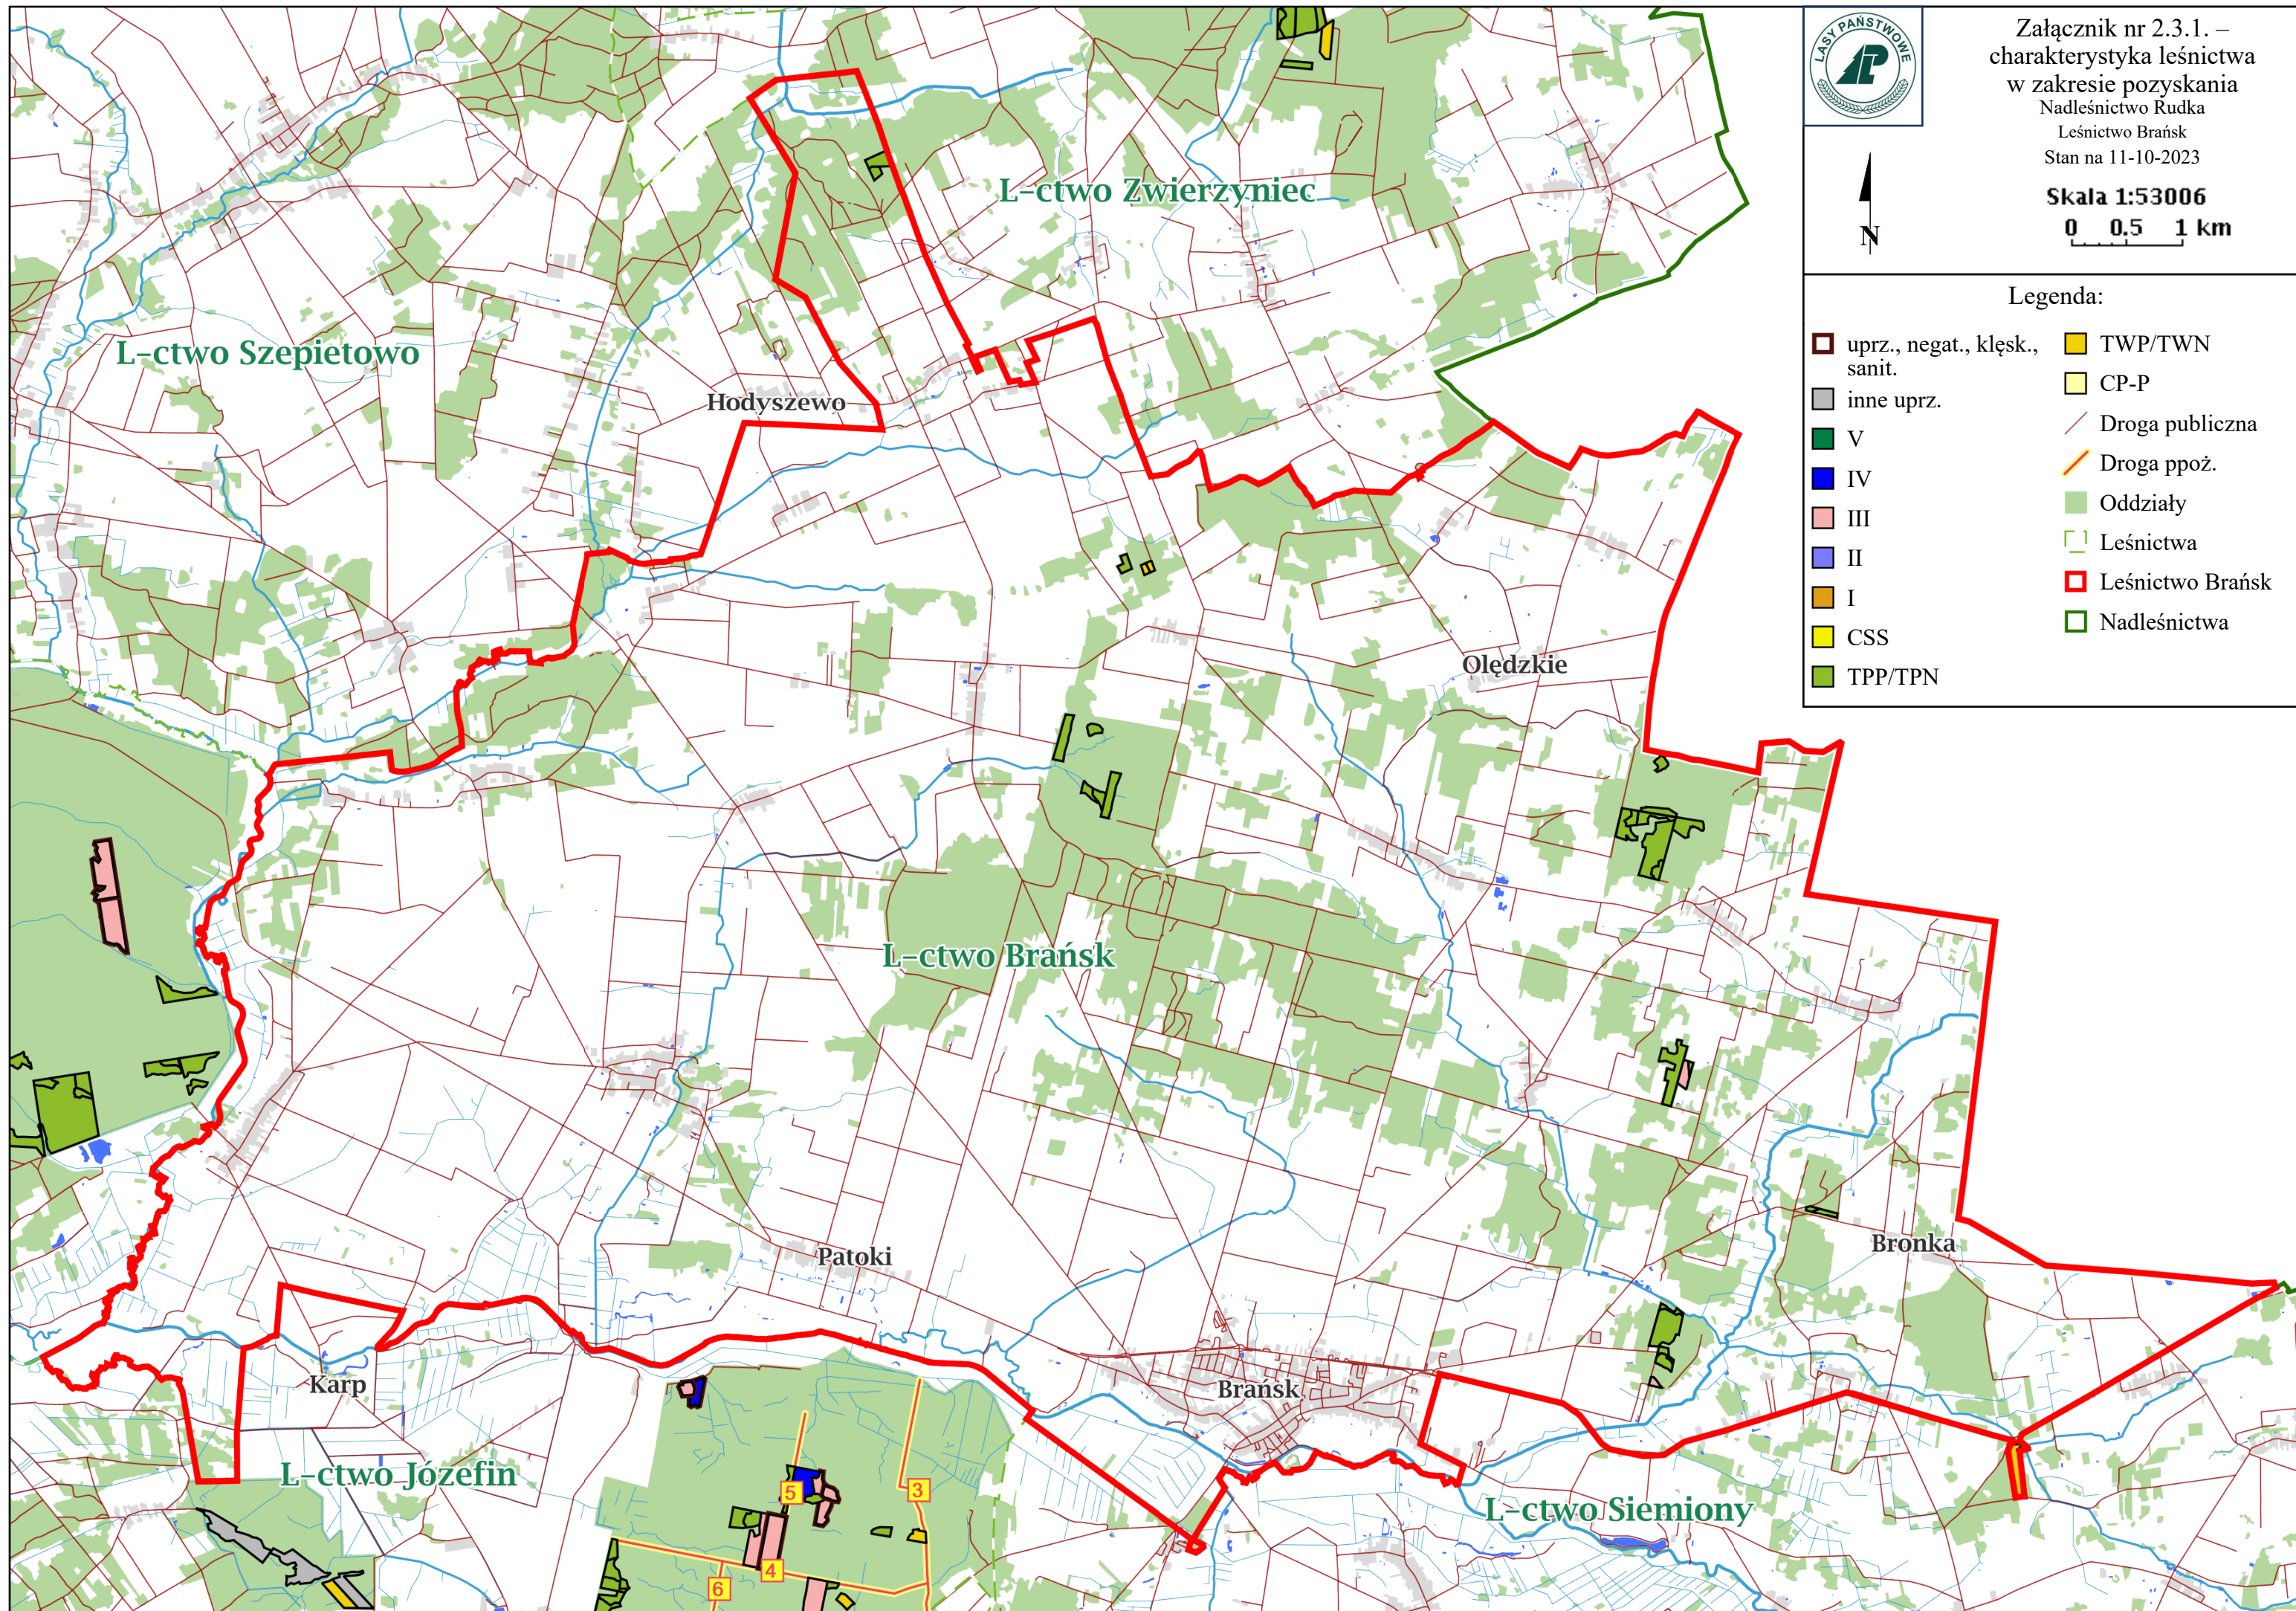 LASY PAŃSTWOWE
Załącznik nr 2.3.1. –
charakterystyka leśnictwa
w zakresie pozyskania
Nadleśnictwo Rudka
Leśnictwo Brańsk
Stan na 11-10-2023
Skala 1:53006
0 0.5 1 km
N
Legenda:
uprz., negat., klęsk.,
sanit.
inne uprz.
V
IV
III
II
I
CSS
TPP/TPN
TWP/TWN
CP-P
Droga publiczna
Droga ppoż.
Oddziały
Leśnictwa
Leśnictwo Brańsk
Nadleśnictwa
L-ctwo Zwierzyniec
L-ctwo Szepietowo
Hodyszewo
Olędzkie
L-ctwo Brańsk
Bronka
Patoki
Karp
Brańsk
L-ctwo Józefin
5
3
L-ctwo Siemiony
4
6